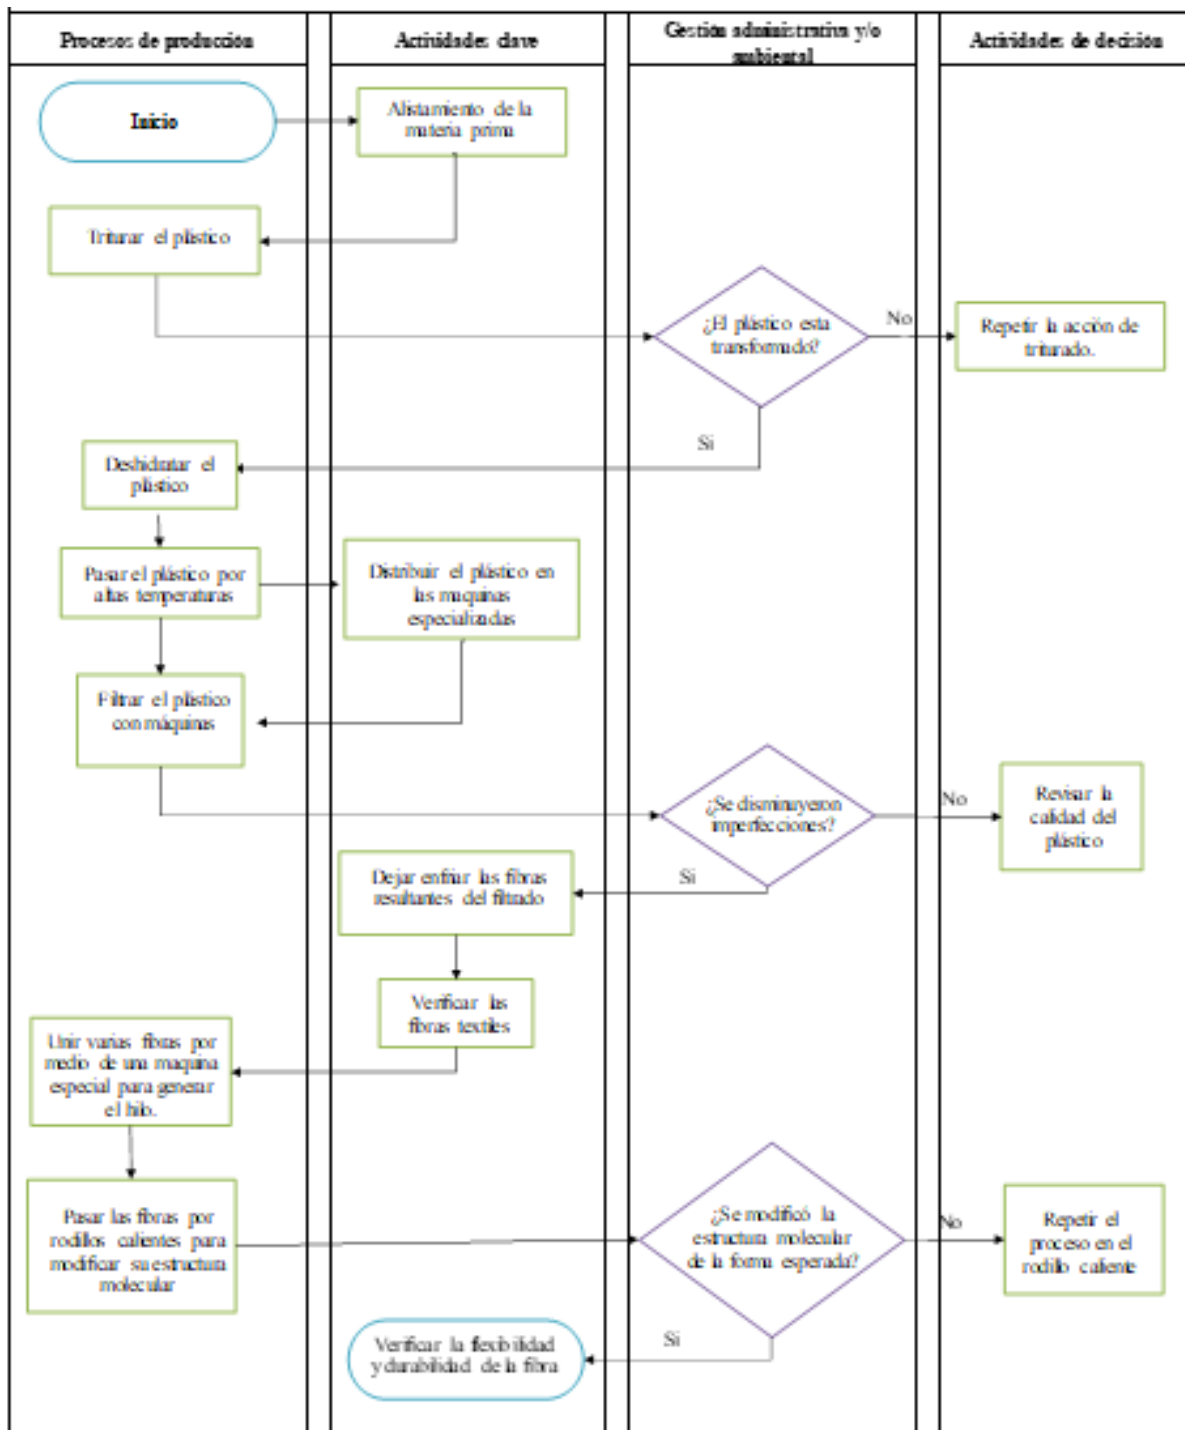 Procesos de producción
Actividades clave
Gestión administrativa y/o
ambiental
Actividades de decisión
Inicio
Alistamiento de la
materia prima
Triturar el plástico
¿El plástico esta
transformado?
No
Repetir la acción de
triturado.
Si
Deshidratar el
plástico
Pasar el plástico por
altas temperaturas
Distribuir el plástico en
las maquinas
especializadas
Filtrar el plástico
con máquinas
¿Se disminuyeron
imperfecciones?
No
Revisar la
calidad del
plástico
Si
Dejar enfriar las fibras
resultantes del filtrado
Verificar las
fibras textiles
Unir varias fibras por
medio de una maquina
especial para generar
el hilo.
Pasar las fibras por
rodillos calientes para
modificar su estructura
molecular
¿Se modificó la
estructura molecular
de la forma esperada?
No
Repetir el
proceso en el
rodillo caliente
Si
Verificar la flexibilidad
y durabilidad de la fibra